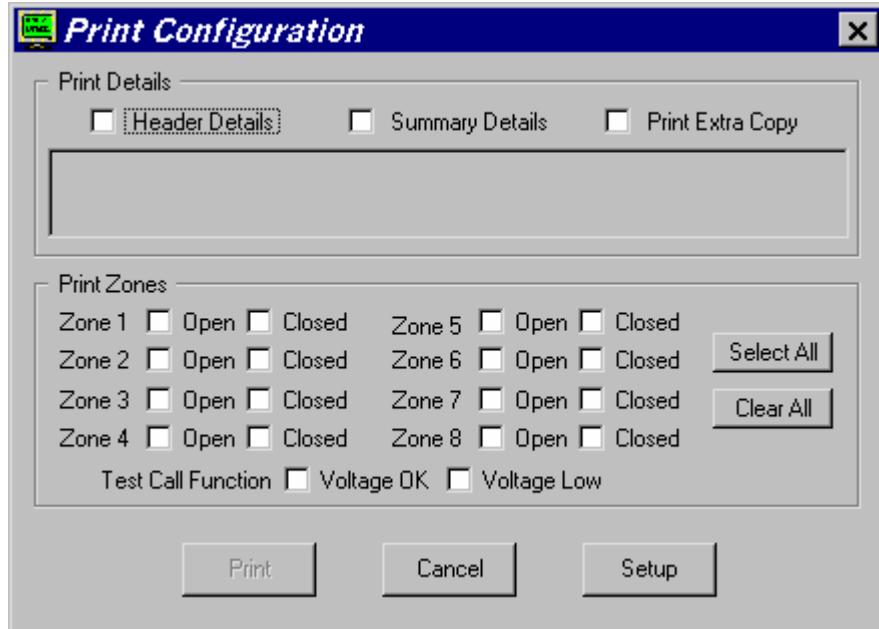 Print Configuration
Print Details
Header Details Summary Details Print Extra Copy
Print Zones
Zone 1 Open Closed Zone 5 Open Closed
Zone 2 Open Closed Zone 6 Open Closed
Select All
Zone 3 Open Closed Zone 7 Open Closed
Clear All
Zone 4 Open Closed Zone 8 Open Closed
Test Call Function Voltage OK Voltage Low
Print Cancel Setup